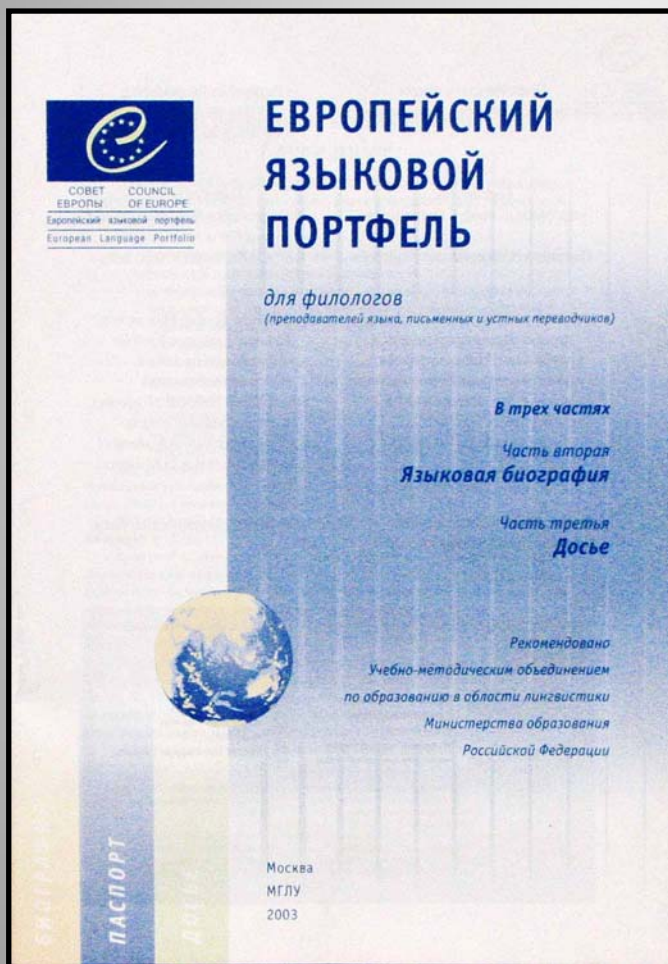 ЕВРОПЕЙСКИЙ
ЯЗЫКОВОЙ
ПОРТФЕЛЬ
СОВЕТ COUNCIL
ЕВРОПЫ OF EUROPE
Европейский языковой портфель
European Language Portfolio
для филологов
(преподавателей языка, письменных и устных переводчиков)
В трех частях
Часть вторая
Языковая биография
Часть третья
Досье
Рекомендовано
Учебно-методическим объединением
по образованию в области лингвистики
Министерства образования
Российской Федерации
БИОГРАФИЯ
ПАСПОРТ
ДОСЬЕ
Москва
МГЛУ
2003